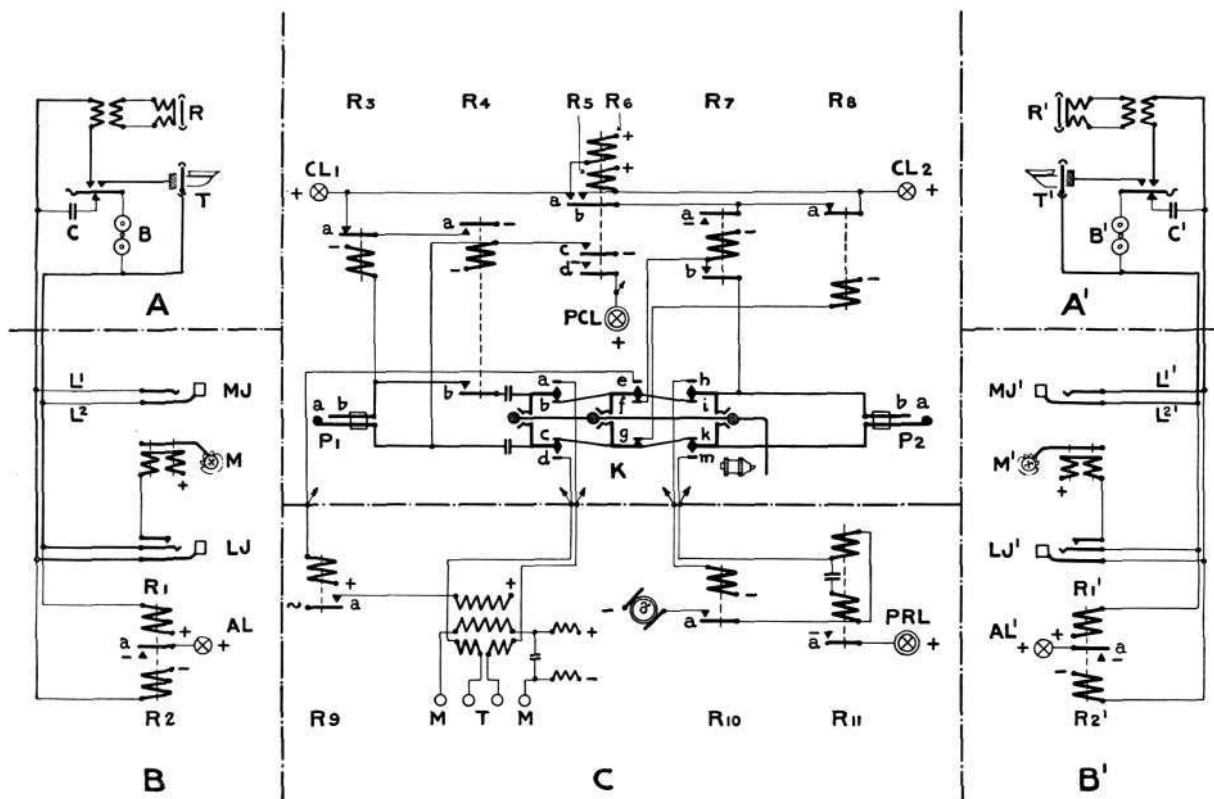 R3 R4 R5 R6 R7 R8
R R'
+ +
CL1 CL2
+ + a b a a +
T T'
C B a a c - - B' C'
- - d b -
A PCL A'
+
L1 MJ a e h MJ' L1'
L2 b b b f i b a L2'
a b c g k
P1 d K m P2
M M'
+ +
LJ LJ'
R1 + + R1'
AL ~ a - a PRL AL'
+ a + - a + + a
- + - - -
R2 M T M R2'
R9 R10 R11
B C B'